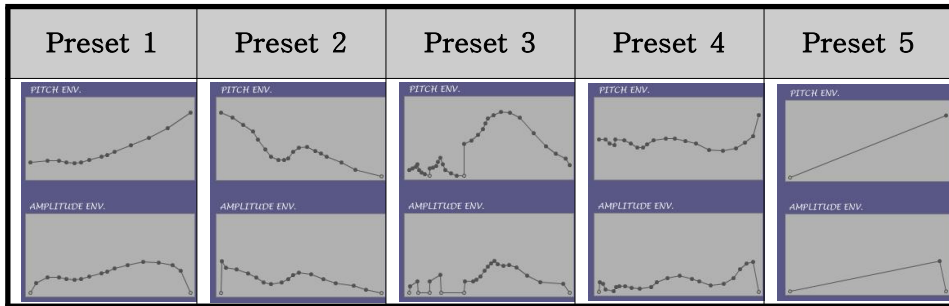 Preset 1 Preset 2 Preset 3 Preset 4 Preset 5
PITCH ENV. PITCH ENV. PITCH ENV. PITCH ENV. PITCH ENV.
AMPLITUDE ENV. AMPLITUDE ENV. AMPLITUDE ENV. AMPLITUDE ENV. AMPLITUDE ENV.